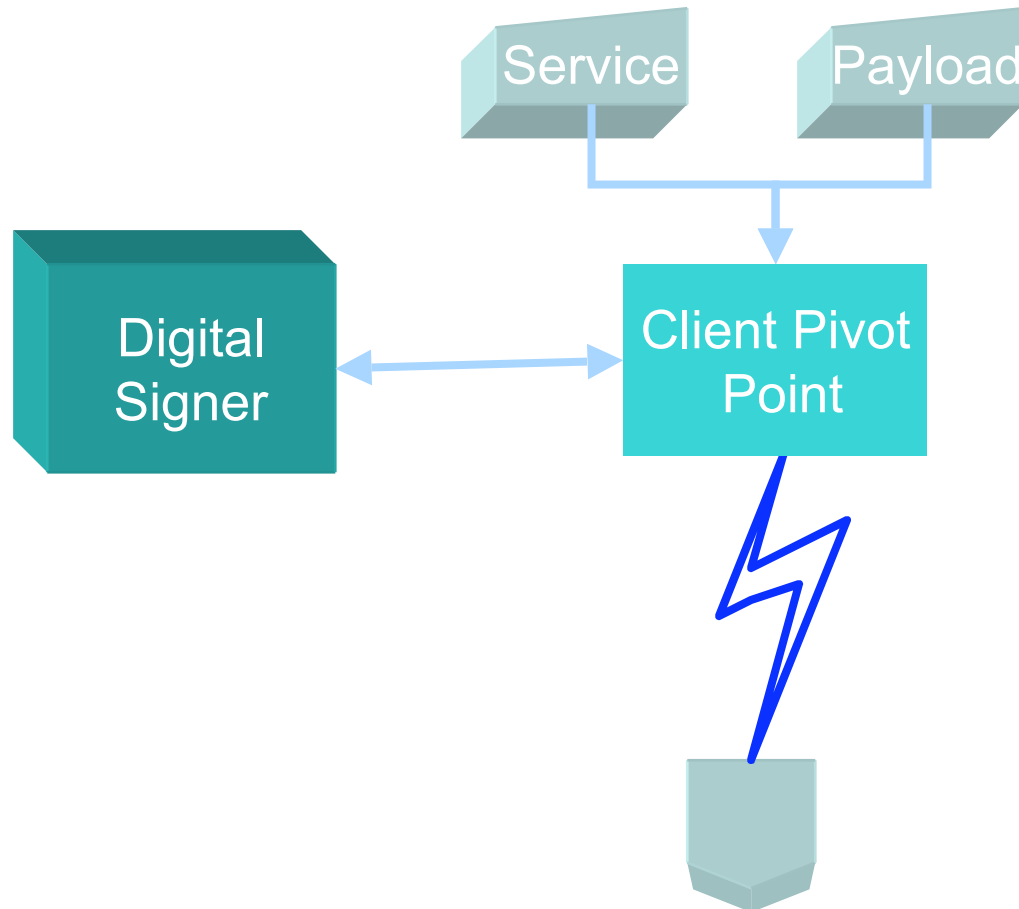 Service
Payload
Digital
Signer
Client Pivot
Point